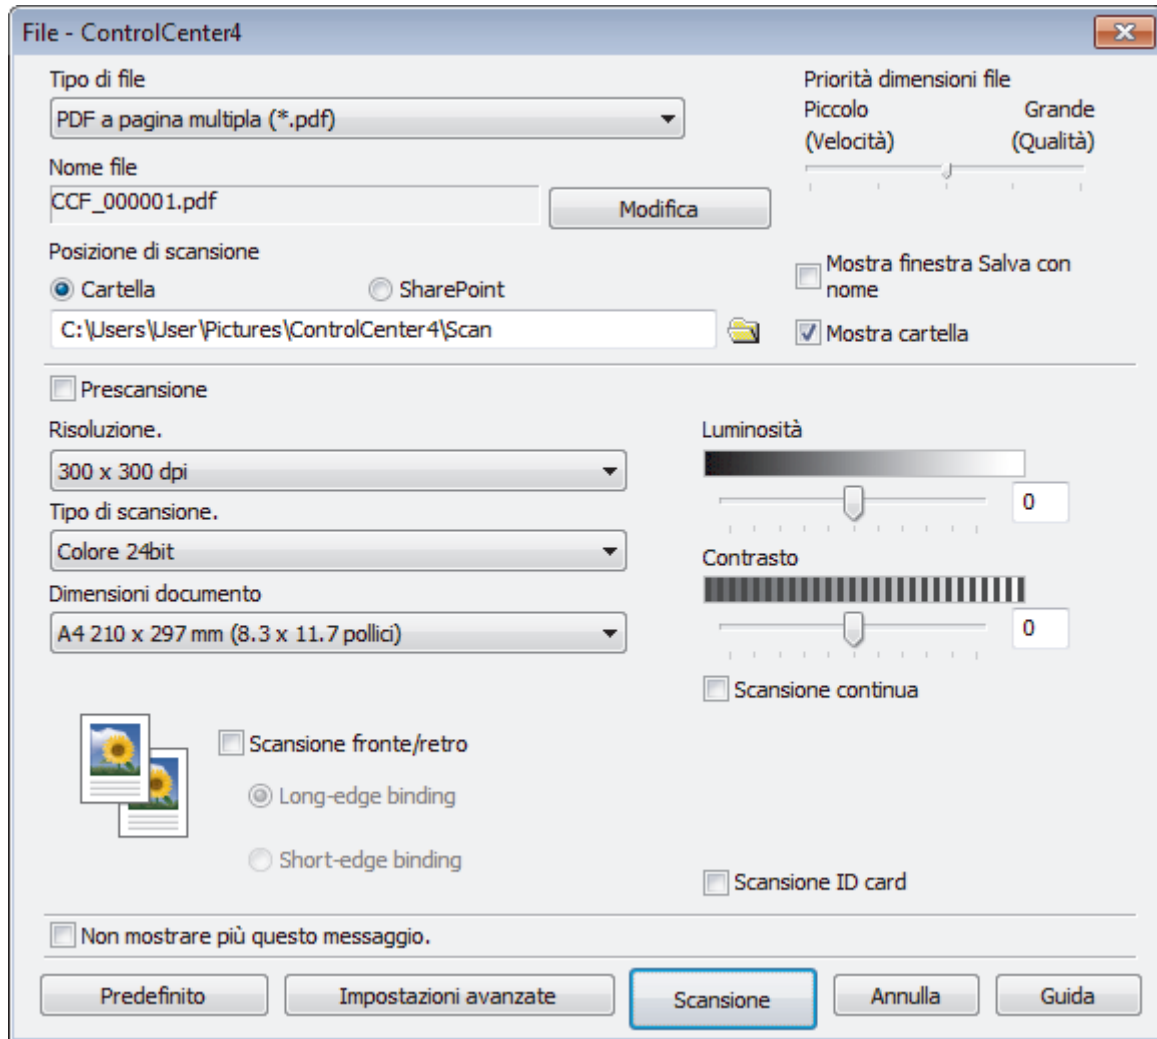 File - ControlCenter4
Tipo di file
PDF a pagina multipla (*.pdf)
Priorità dimensioni file
Piccolo Grande
(Velocità) (Qualità)
Nome file
CCF_000001.pdf
Modifica
Posizione di scansione
Cartella SharePoint
C:\Users\User\Pictures\ControlCenter4\Scan
Mostra finestra Salva con
nome
Mostra cartella
Prescansione
Risoluzione.
300 x 300 dpi
Tipo di scansione.
Colore 24bit
Dimensioni documento
A4 210 x 297 mm (8.3 x 11.7 pollici)
Luminosità
0
Contrasto
0
Scansione continua
Scansione fronte/retro
Long-edge binding
Short-edge binding
Scansione ID card
Non mostrare più questo messaggio.
Predefinito Impostazioni avanzate Scansione Annulla Guida